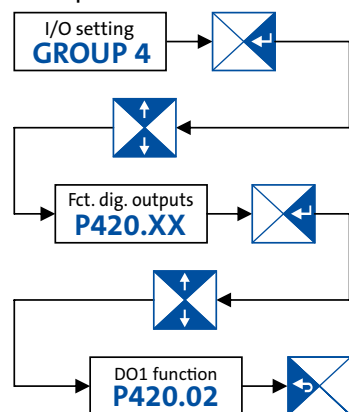 I/O setting
GROUP 4
Fct. dig. outputs
P420.XX
DO1 function
P420.02